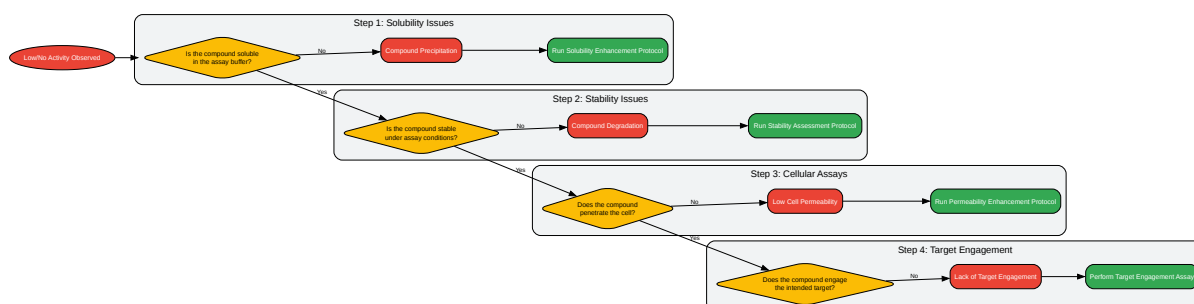 Step 1: Solubility Issues
Low/No Activity Observed
Is the compound soluble
in the assay buffer?
No
Compound Precipitation
Run Solubility Enhancement Protocol
Yes
Step 2: Stability Issues
Is the compound stable
under assay conditions?
No
Compound Degradation
Run Stability Assessment Protocol
Yes
Step 3: Cellular Assays
Does the compound
penetrate the cell?
No
Low Cell Permeability
Run Permeability Enhancement Protocol
Yes
Step 4: Target Engagement
Does the compound engage
the intended target?
No
Lack of Target Engagement
Perform Target Engagement Assay